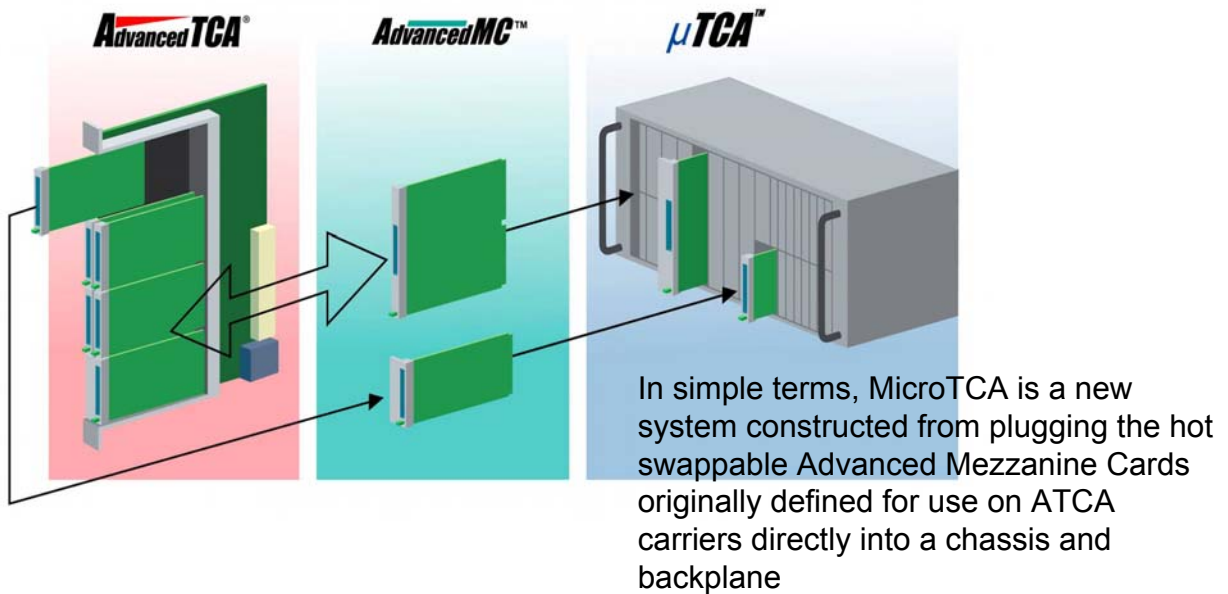 AdvancedTCA®
AdvancedMC™
µTCA™
In simple terms, MicroTCA is a new
system constructed from plugging the hot
swappable Advanced Mezzanine Cards
originally defined for use on ATCA
carriers directly into a chassis and
backplane